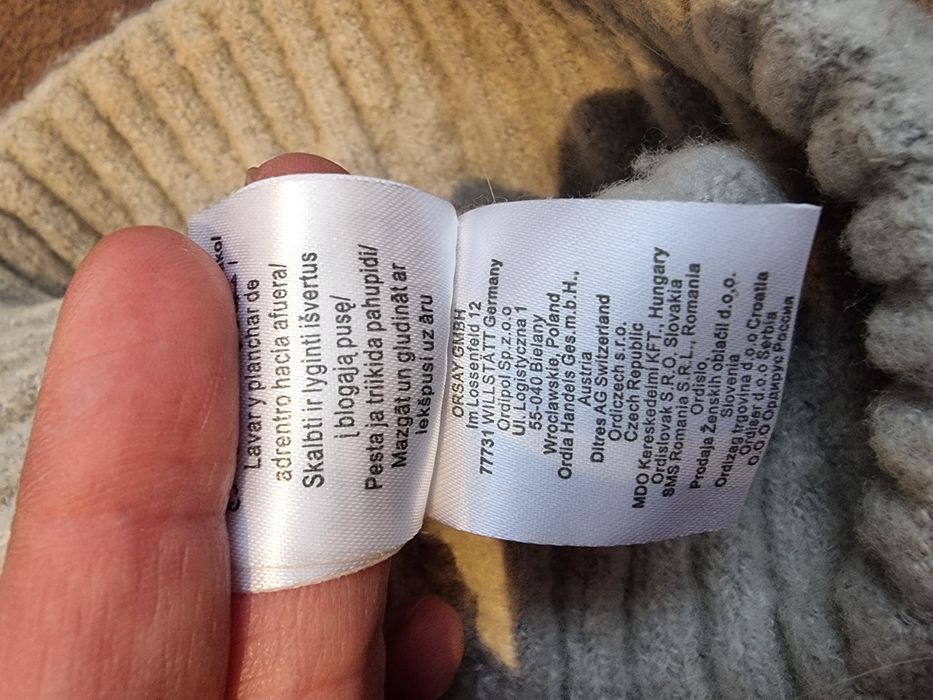 Lavar y planchar de
adrentro hacia afuera/
Skalbti ir lyginti išvertus
į blogają pusę/
Pesta ja triikida pahupidi/
Mazgāt un gludināt ar
iekšpusi uz āru
ORSAY GMBH
Im Lossenfeld 12
77731 WILLSTÄTT Germany
Ordipol Sp.z.o.o
Ul. Logistyczna 1
55-040 Bielany
Wroclawskie, Poland
Ordia Handels Ges.m.b.H.,
Austria
Ditres AG Switzerland
Ordiczech s.r.o.
Czech Republic
MDO Kereskedelmi KFT., Hungary
Ordislovak S.R.O, Slovakia
SMS Romania S.R.L., Romania
Ordislo
Prodaja Ženskih oblačil d.o.o.
Slovenia
Ordizag trgovina d.o.o Croatia
Ordiser d.o.o Serbia
O.O.O Ордирус Россия